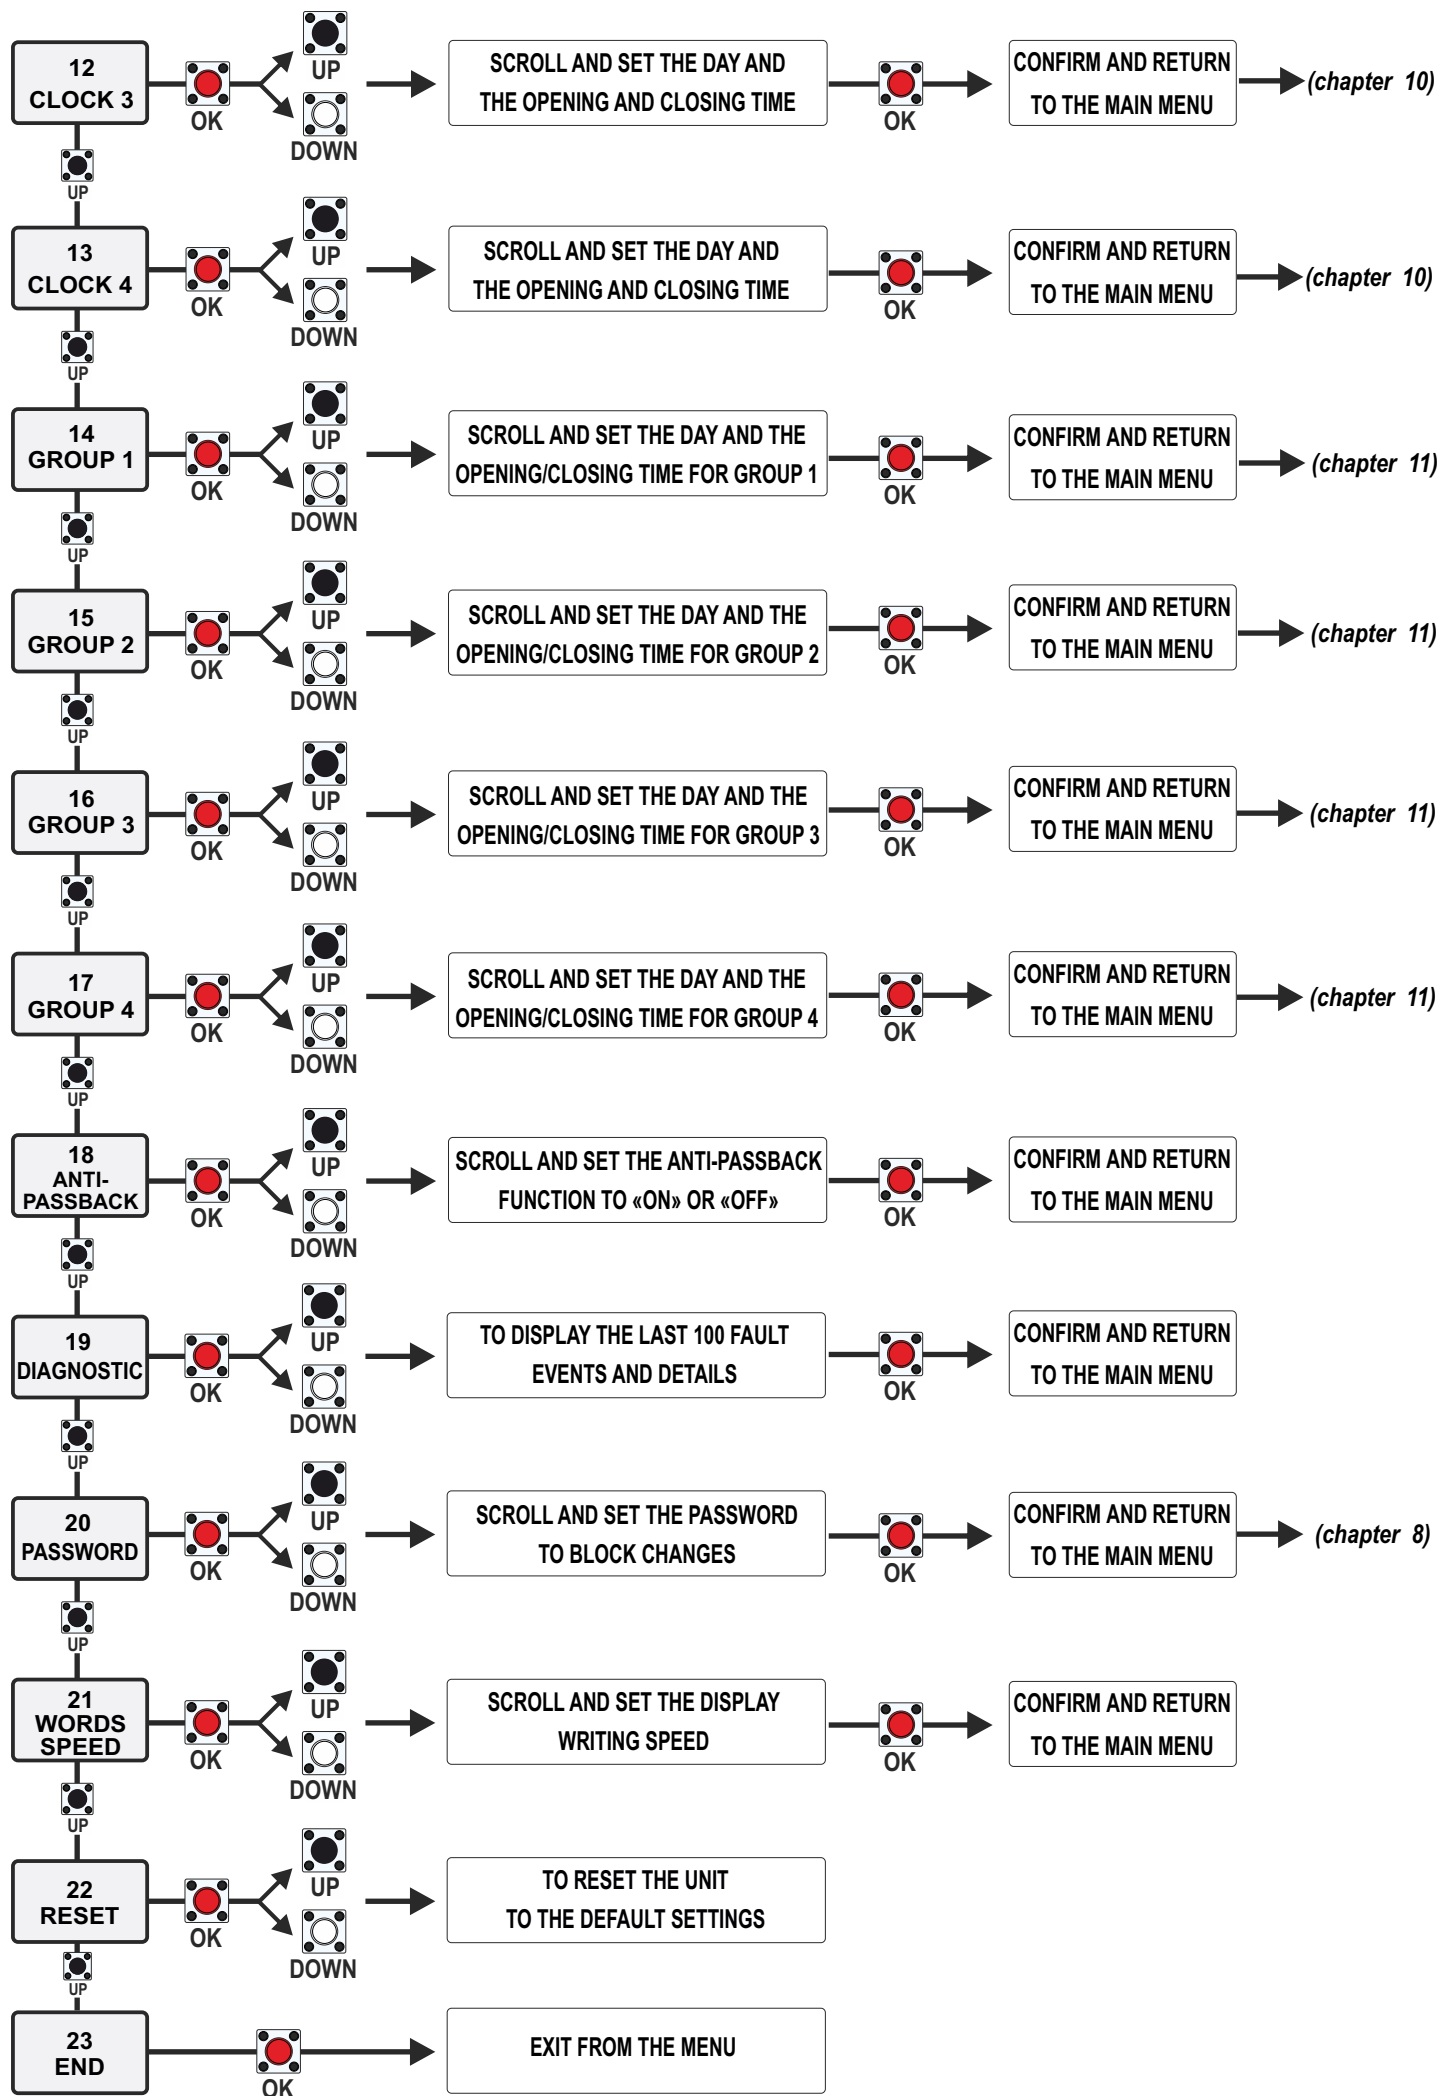 12
CLOCK 3
OK
UP
DOWN
SCROLL AND SET THE DAY AND
THE OPENING AND CLOSING TIME
OK
CONFIRM AND RETURN
TO THE MAIN MENU
(chapter 10)
UP
13
CLOCK 4
OK
UP
DOWN
SCROLL AND SET THE DAY AND
THE OPENING AND CLOSING TIME
OK
CONFIRM AND RETURN
TO THE MAIN MENU
(chapter 10)
UP
14
GROUP 1
OK
UP
DOWN
SCROLL AND SET THE DAY AND THE
OPENING/CLOSING TIME FOR GROUP 1
OK
CONFIRM AND RETURN
TO THE MAIN MENU
(chapter 11)
UP
15
GROUP 2
OK
UP
DOWN
SCROLL AND SET THE DAY AND THE
OPENING/CLOSING TIME FOR GROUP 2
OK
CONFIRM AND RETURN
TO THE MAIN MENU
(chapter 11)
UP
16
GROUP 3
OK
UP
DOWN
SCROLL AND SET THE DAY AND THE
OPENING/CLOSING TIME FOR GROUP 3
OK
CONFIRM AND RETURN
TO THE MAIN MENU
(chapter 11)
UP
17
GROUP 4
OK
UP
DOWN
SCROLL AND SET THE DAY AND THE
OPENING/CLOSING TIME FOR GROUP 4
OK
CONFIRM AND RETURN
TO THE MAIN MENU
(chapter 11)
UP
18
ANTI-
PASSBACK
OK
UP
DOWN
SCROLL AND SET THE ANTI-PASSBACK
FUNCTION TO «ON» OR «OFF»
OK
CONFIRM AND RETURN
TO THE MAIN MENU
UP
19
DIAGNOSTIC
OK
UP
DOWN
TO DISPLAY THE LAST 100 FAULT
EVENTS AND DETAILS
OK
CONFIRM AND RETURN
TO THE MAIN MENU
UP
20
PASSWORD
OK
UP
DOWN
SCROLL AND SET THE PASSWORD
TO BLOCK CHANGES
OK
CONFIRM AND RETURN
TO THE MAIN MENU
(chapter 8)
UP
21
WORDS
SPEED
OK
UP
DOWN
SCROLL AND SET THE DISPLAY
WRITING SPEED
OK
CONFIRM AND RETURN
TO THE MAIN MENU
UP
22
RESET
OK
UP
DOWN
TO RESET THE UNIT
TO THE DEFAULT SETTINGS
UP
23
END
OK
EXIT FROM THE MENU